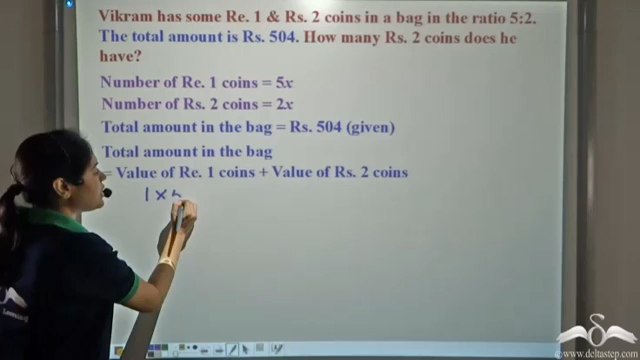 Vikram has some Re. 1 & Rs. 2 coins in a bag in the ratio 5:2.
The total amount is Rs. 504. How many Rs. 2 coins does he
have?
Number of Re. 1 coins = 5x
Number of Rs. 2 coins = 2x
Total amount in the bag = Rs. 504 (given)
Total amount in the bag
= Value of Re. 1 coins + Value of Rs. 2 coins
1 ×
©www.deltastep.com